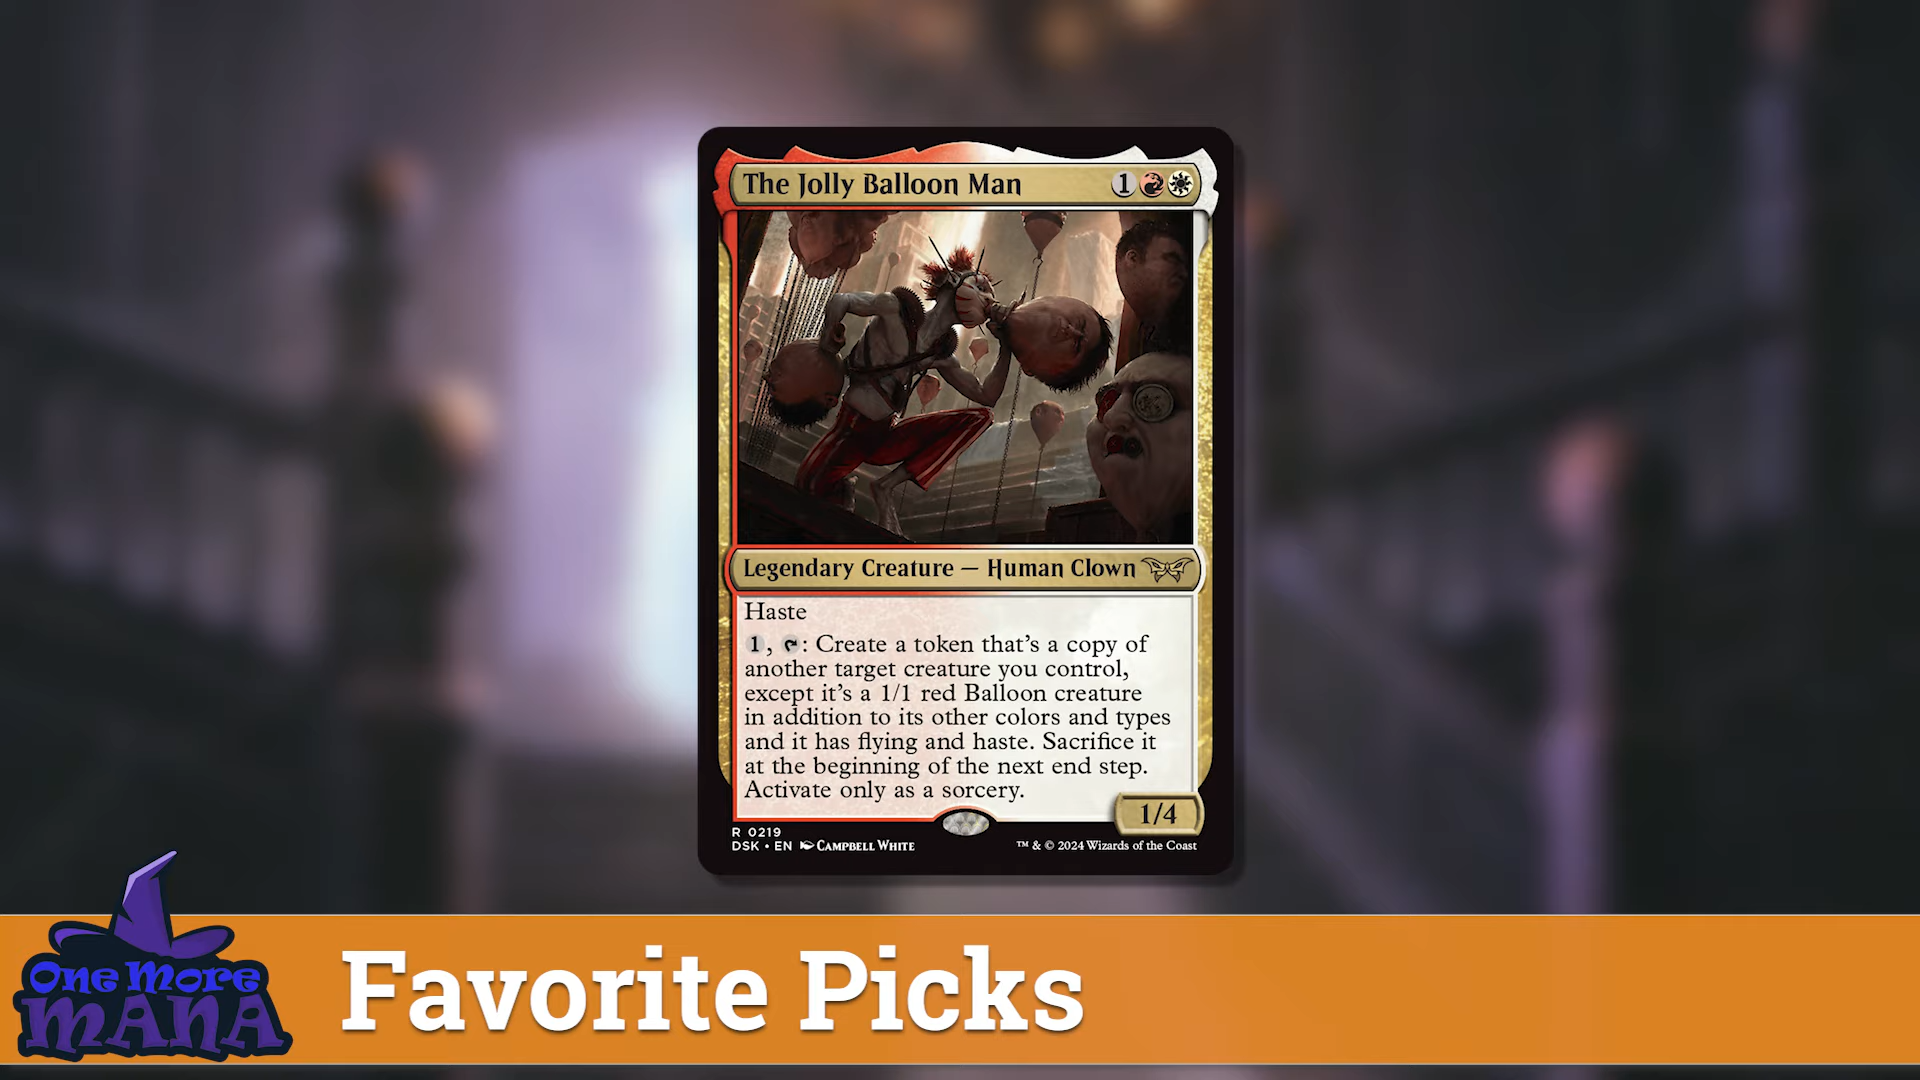 The Jolly Balloon Man 1
Legendary Creature — Human Clown
Haste
1, : Create a token that's a copy of
another target creature you control,
except it's a 1/1 red Balloon creature
in addition to its other colors and types
and it has flying and haste. Sacrifice it
at the beginning of the next end step.
Activate only as a sorcery.
1/4
R 0219
DSK • EN CAMPBELL WHITE
™ & © 2024 Wizards of the Coast
One More
MANA
Favorite Picks